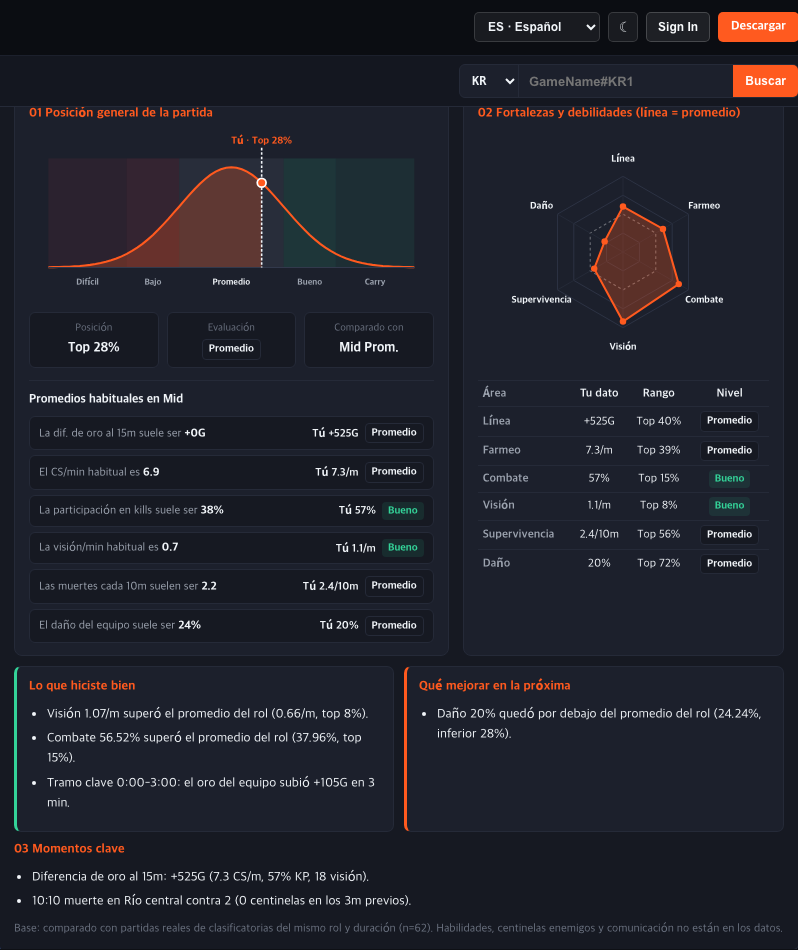 ES · Español
Sign In
Descargar
KR
GameName#KR1
Buscar
01 Posición general de la partida
Tú · Top 28%
Difícil
Bajo
Promedio
Bueno
Carry
Posición
Top 28%
Evaluación
Promedio
Comparado con
Mid Prom.
Promedios habituales en Mid
La dif. de oro al 15m suele ser +0G
Tú +525G
Promedio
El CS/min habitual es 6.9
Tú 7.3/m
Promedio
La participación en kills suele ser 38%
Tú 57%
Bueno
La visión/min habitual es 0.7
Tú 1.1/m
Bueno
Las muertes cada 10m suelen ser 2.2
Tú 2.4/10m
Promedio
El daño del equipo suele ser 24%
Tú 20%
Promedio
02 Fortalezas y debilidades (línea = promedio)
Línea
Farmeo
Combate
Visión
Supervivencia
Daño
Área Tu dato Rango Nivel
Línea +525G Top 40% Promedio
Farmeo 7.3/m Top 39% Promedio
Combate 57% Top 15% Bueno
Visión 1.1/m Top 8% Bueno
Supervivencia 2.4/10m Top 56% Promedio
Daño 20% Top 72% Promedio
Lo que hiciste bien
• Visión 1.07/m superó el promedio del rol (0.66/m, top 8%).
• Combate 56.52% superó el promedio del rol (37.96%, top
15%).
• Tramo clave 0:00–3:00: el oro del equipo subió +105G en 3
min.
Qué mejorar en la próxima
• Daño 20% quedó por debajo del promedio del rol (24.24%,
inferior 28%).
03 Momentos clave
• Diferencia de oro al 15m: +525G (7.3 CS/m, 57% KP, 18 visión).
• 10:10 muerte en Río central contra 2 (0 centinelas en los 3m previos).
Base: comparado con partidas reales de clasificatorias del mismo rol y duración (n=62). Habilidades, centinelas enemigos y comunicación no están en los datos.